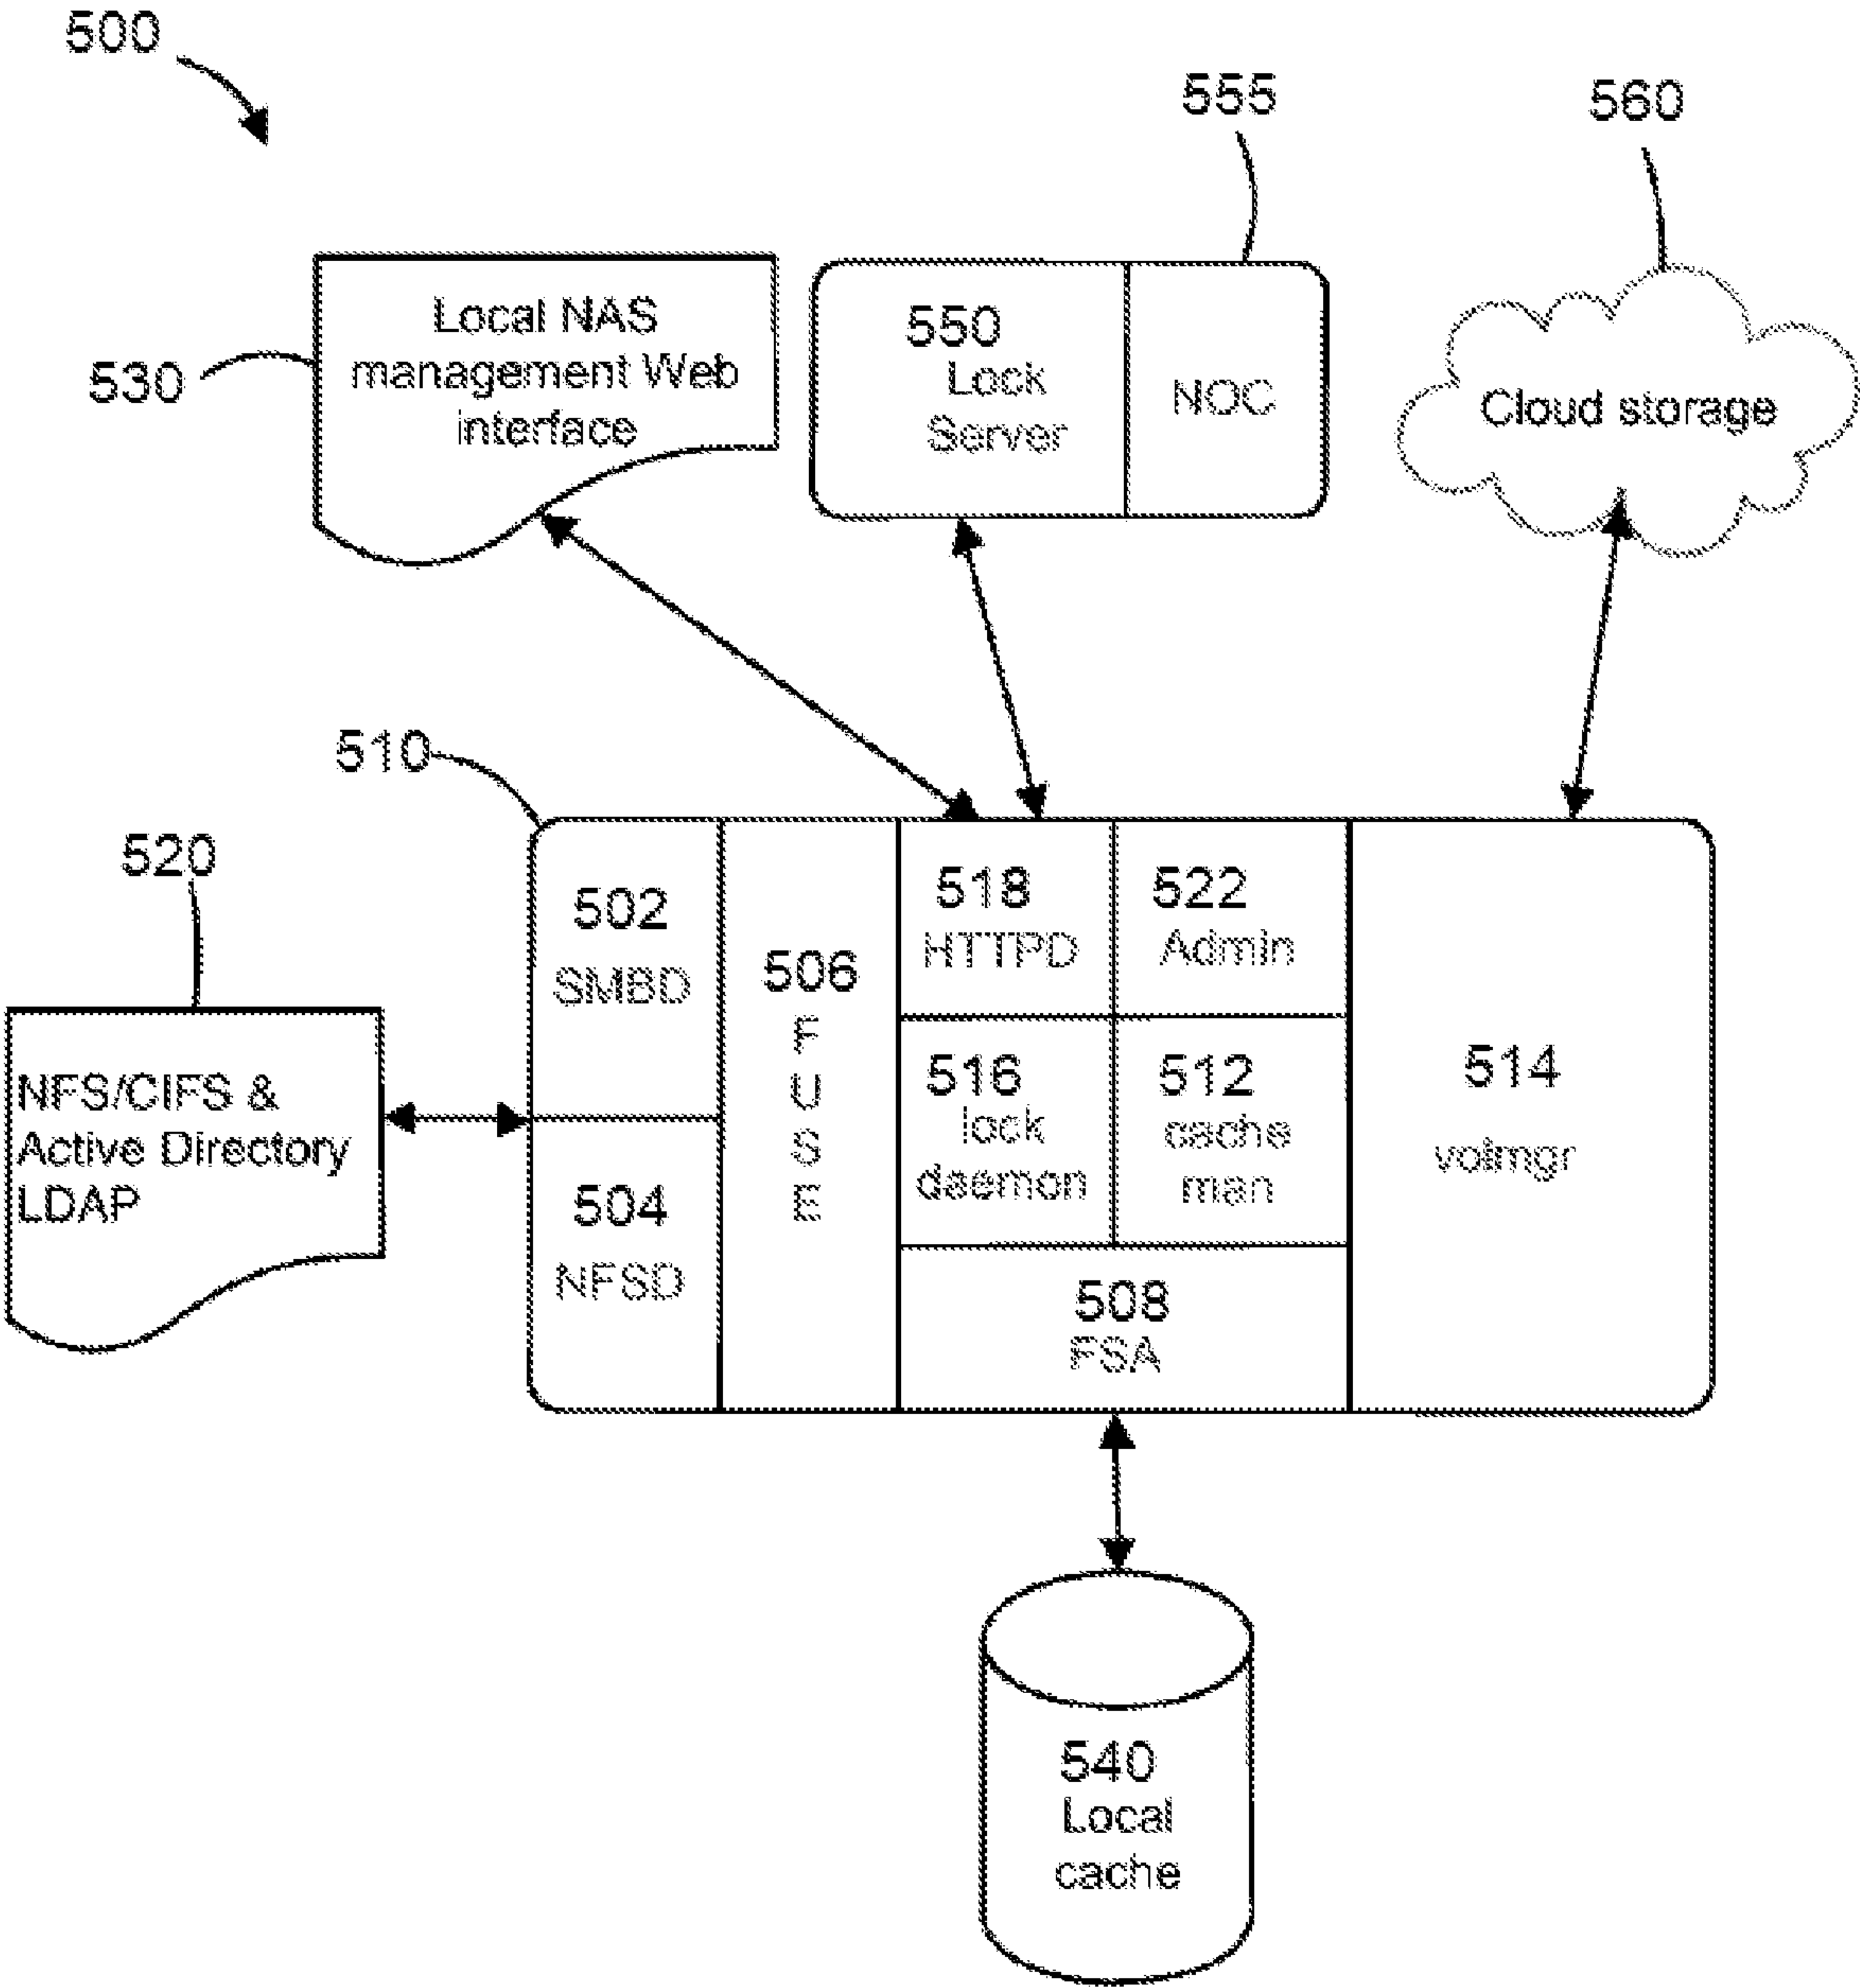 500
555
560
530
Local NAS
management Web
interface
550
Lock
Server
NOC
Cloud storage
510
520
NFS/CIFS &
Active Directory
LDAP
502
SMBD
504
NFSD
506
F
U
S
E
518
HTTPD
522
Admin
516
lock
daemon
512
cache
man
508
FSA
514
volmgr
540
Local
cache